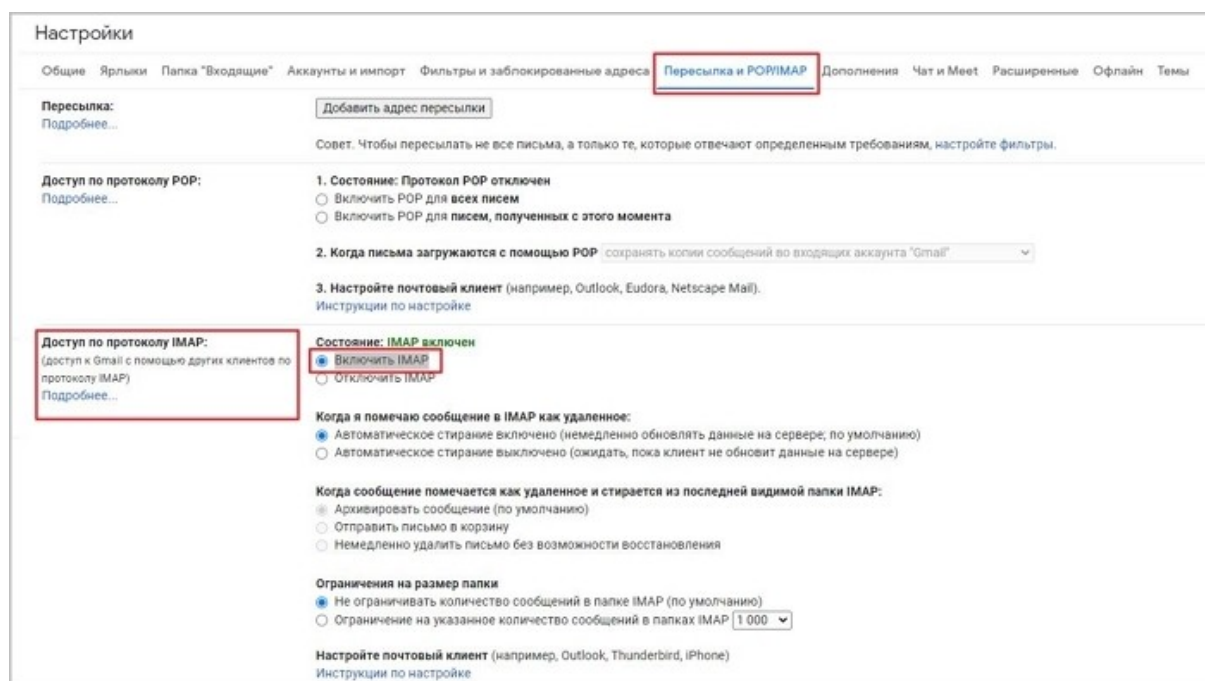 Настройки
Общие Ярлыки Папка "Входящие" Аккаунты и импорт Фильтры и заблокированные адреса Пересылка и POP/IMAP Дополнения Чат и Meet Расширенные Офлайн Темы
Пересылка:
Подробнее...
Добавить адрес пересылки
Совет. Чтобы пересылать не все письма, а только те, которые отвечают определенным требованиям, настройте фильтры.
Доступ по протоколу POP:
Подробнее...
1. Состояние: Протокол POP отключен
Включить POP для всех писем
Включить POP для писем, полученных с этого момента
2. Когда письма загружаются с помощью POP сохранять копии сообщений во входящих аккаунта "Gmail"
3. Настройте почтовый клиент (например, Outlook, Eudora, Netscape Mail).
Инструкции по настройке
Доступ по протоколу IMAP:
(доступ к Gmail с помощью других клиентов по
протоколу IMAP)
Подробнее...
Состояние: IMAP включен
Включить IMAP
Отключить IMAP
Когда я помечаю сообщение в IMAP как удаленное:
Автоматическое стирание включено (немедленно обновлять данные на сервере; по умолчанию)
Автоматическое стирание выключено (ожидать, пока клиент не обновит данные на сервере)
Когда сообщение помечается как удаленное и стирается из последней видимой папки IMAP:
Архивировать сообщение (по умолчанию)
Отправить письмо в корзину
Немедленно удалить письмо без возможности восстановления
Ограничения на размер папки
Не ограничивать количество сообщений в папке IMAP (по умолчанию)
Ограничение на указанное количество сообщений в папках IMAP 1 000
Настройте почтовый клиент (например, Outlook, Thunderbird, iPhone)
Инструкции по настройке